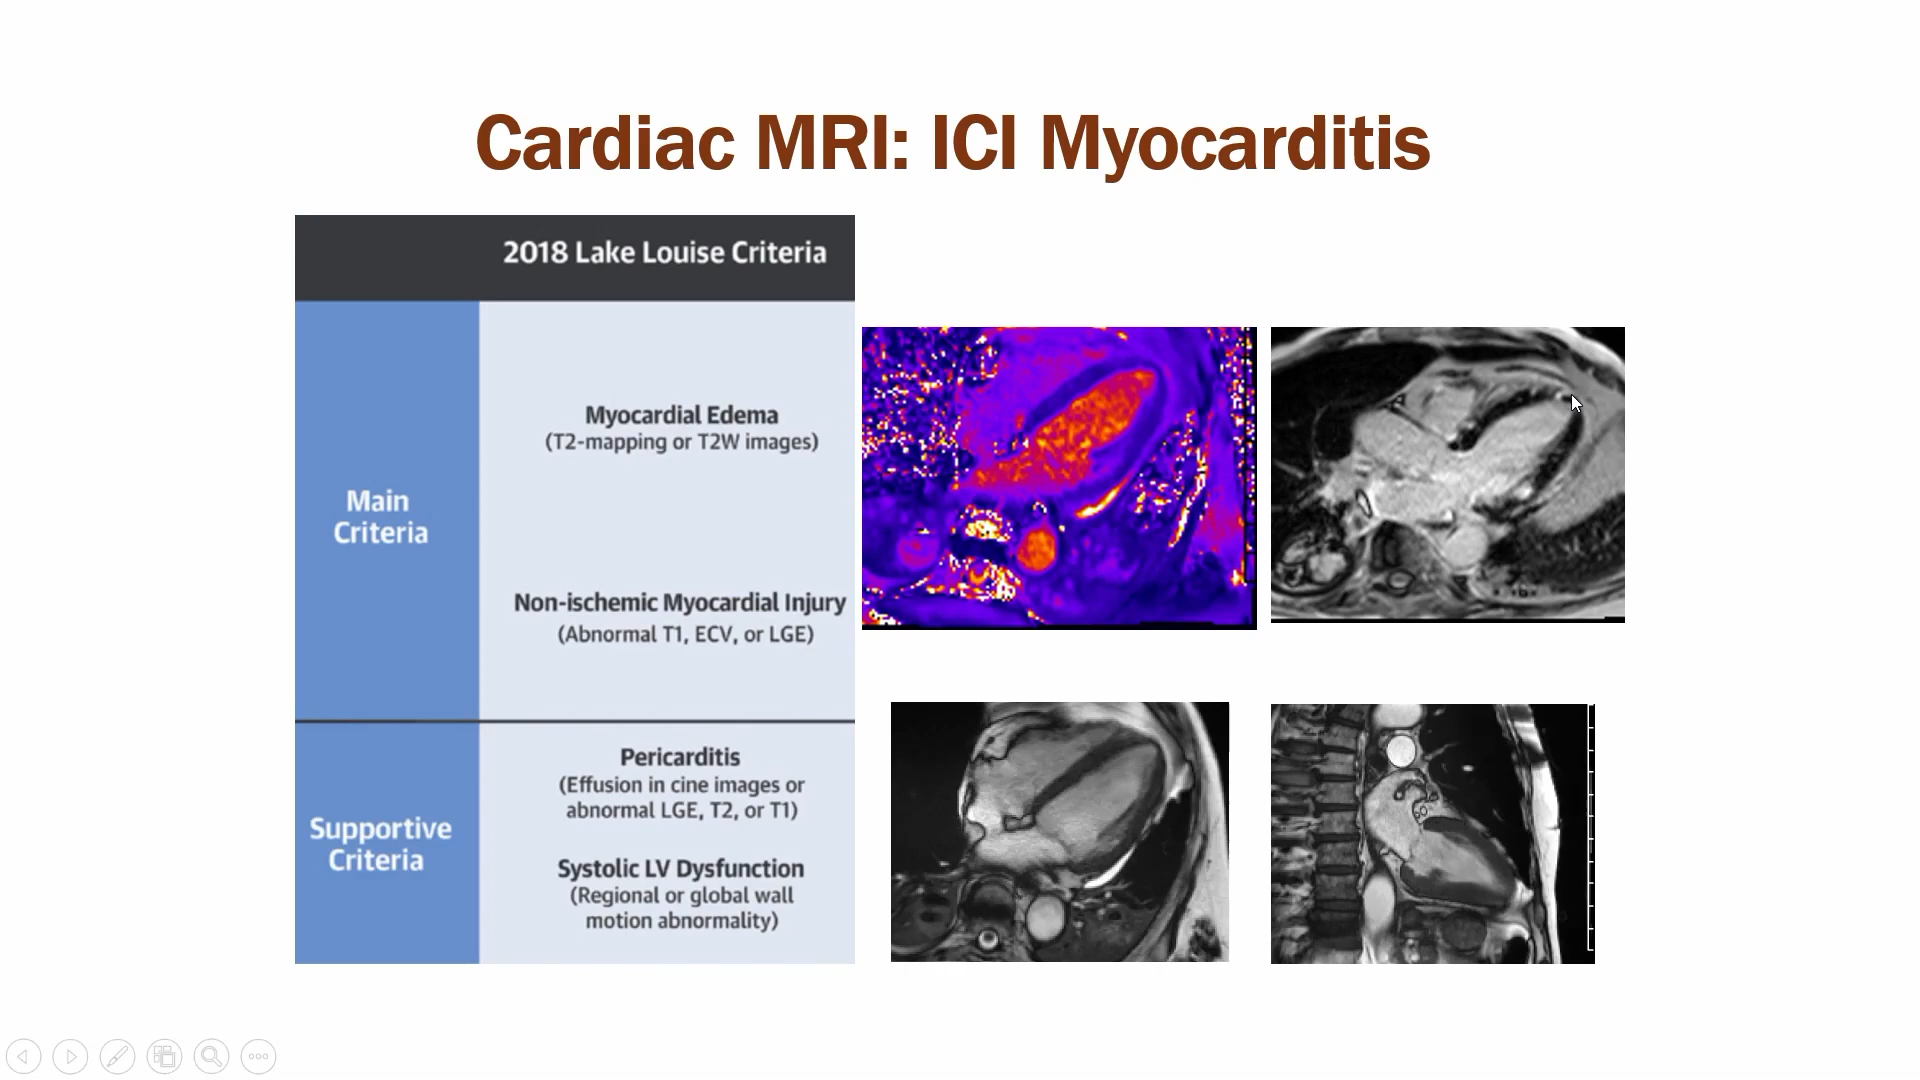 Cardiac MRI: ICI Myocarditis
2018 Lake Louise Criteria
Main
Criteria
Myocardial Edema
(T2-mapping or T2W images)
Non-ischemic Myocardial Injury
(Abnormal T1, ECV, or LGE)
Supportive
Criteria
Pericarditis
(Effusion in cine images or
abnormal LGE, T2, or T1)
Systolic LV Dysfunction
(Regional or global wall
motion abnormality)